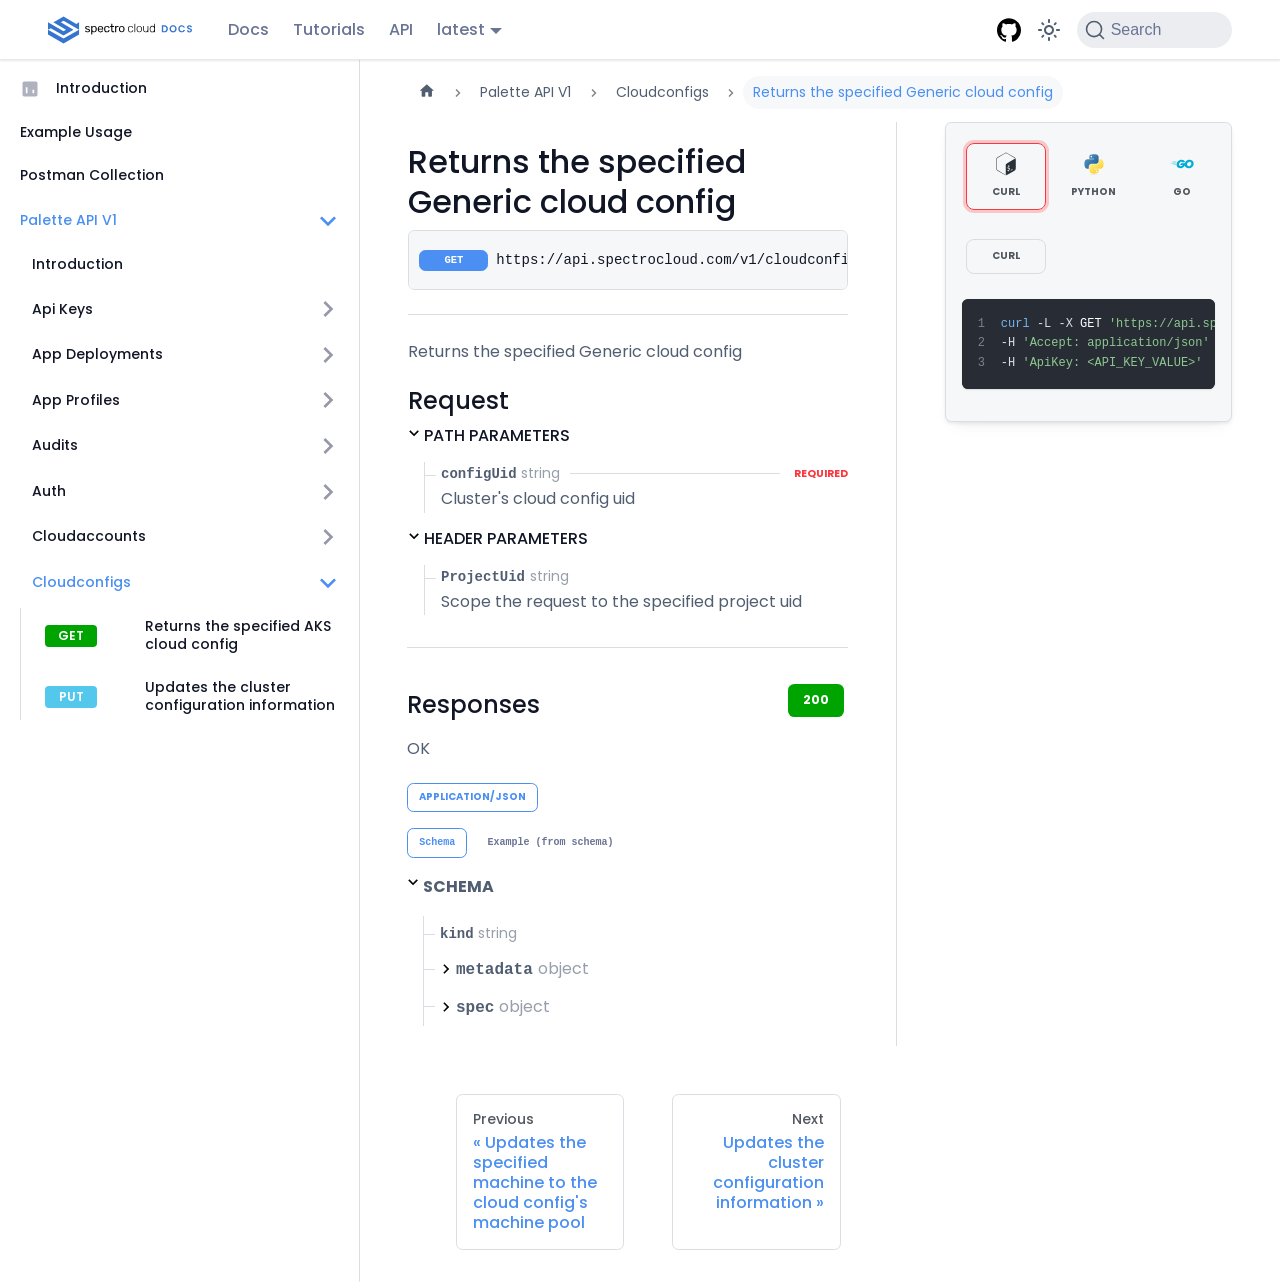 spectro cloud DOCS
Docs
Tutorials
API
latest
Search
Introduction
Example Usage
Postman Collection
Palette API V1
Introduction
Api Keys
App Deployments
App Profiles
Audits
Auth
Cloudaccounts
Cloudconfigs
GET
Returns the specified AKS
cloud config
PUT
Updates the cluster
configuration information
Palette API V1
Cloudconfigs
Returns the specified Generic cloud config
Returns the specified
Generic cloud config
GET https://api.spectrocloud.com/v1/cloudconfi
Returns the specified Generic cloud config
Request
PATH PARAMETERS
configUid string REQUIRED
Cluster's cloud config uid
HEADER PARAMETERS
ProjectUid string
Scope the request to the specified project uid
Responses
200
OK
APPLICATION/JSON
Schema
Example (from schema)
SCHEMA
kind string
metadata object
spec object
CURL
PYTHON
GO
CURL
1 curl -L -X GET 'https://api.sp
2 -H 'Accept: application/json'
3 -H 'ApiKey: <API_KEY_VALUE>'
Previous
« Updates the
specified
machine to the
cloud config's
machine pool
Next
Updates the
cluster
configuration
information »